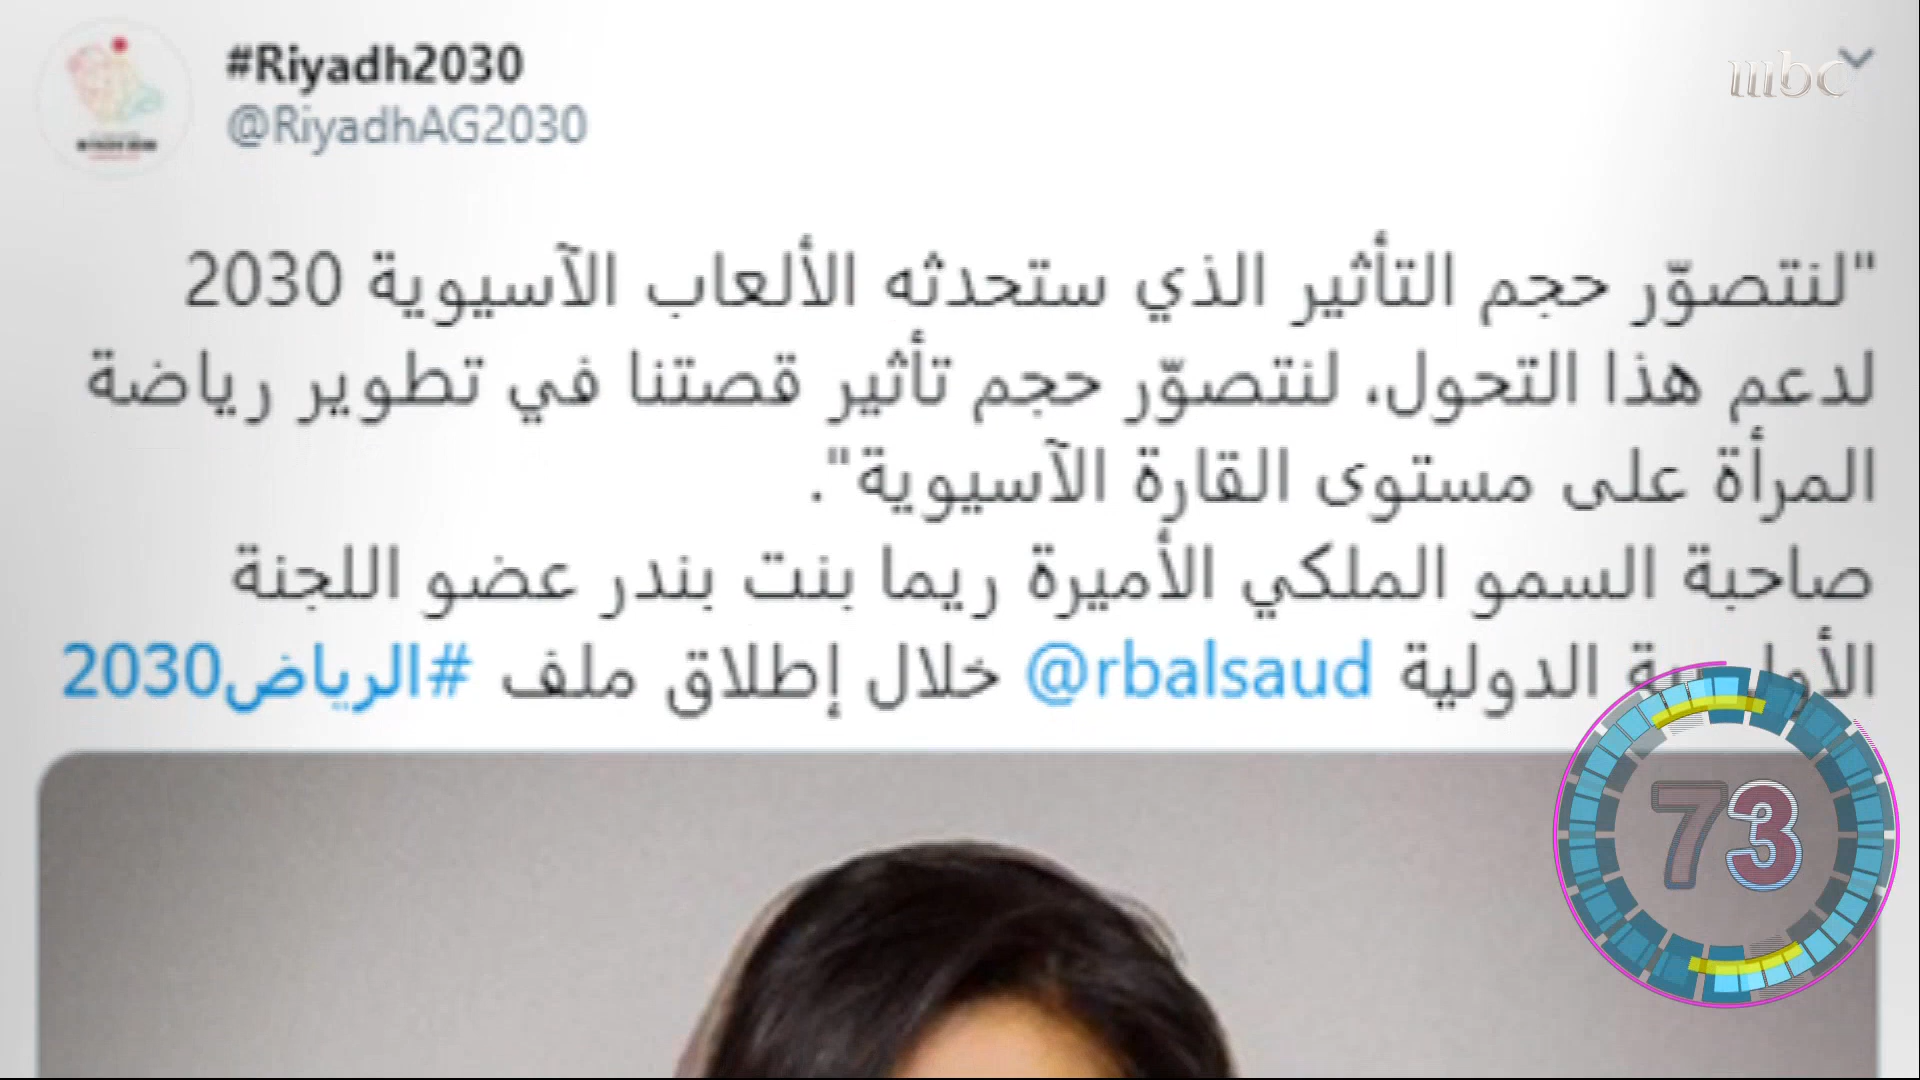 #Riyadh2030
@RiyadhAG2030
mbc
"لنتصوّر حجم التأثير الذي ستحدثه الألعاب الآسيوية 2030
لدعم هذا التحول، لنتصوّر حجم تأثير قصتنا في تطوير رياضة
المرأة على مستوى القارة الآسيوية".
صاحبة السمو الملكي الأميرة ريما بنت بندر عضو اللجنة
الدولية @rbalsaud خلال إطلاق ملف #الرياض2030
73